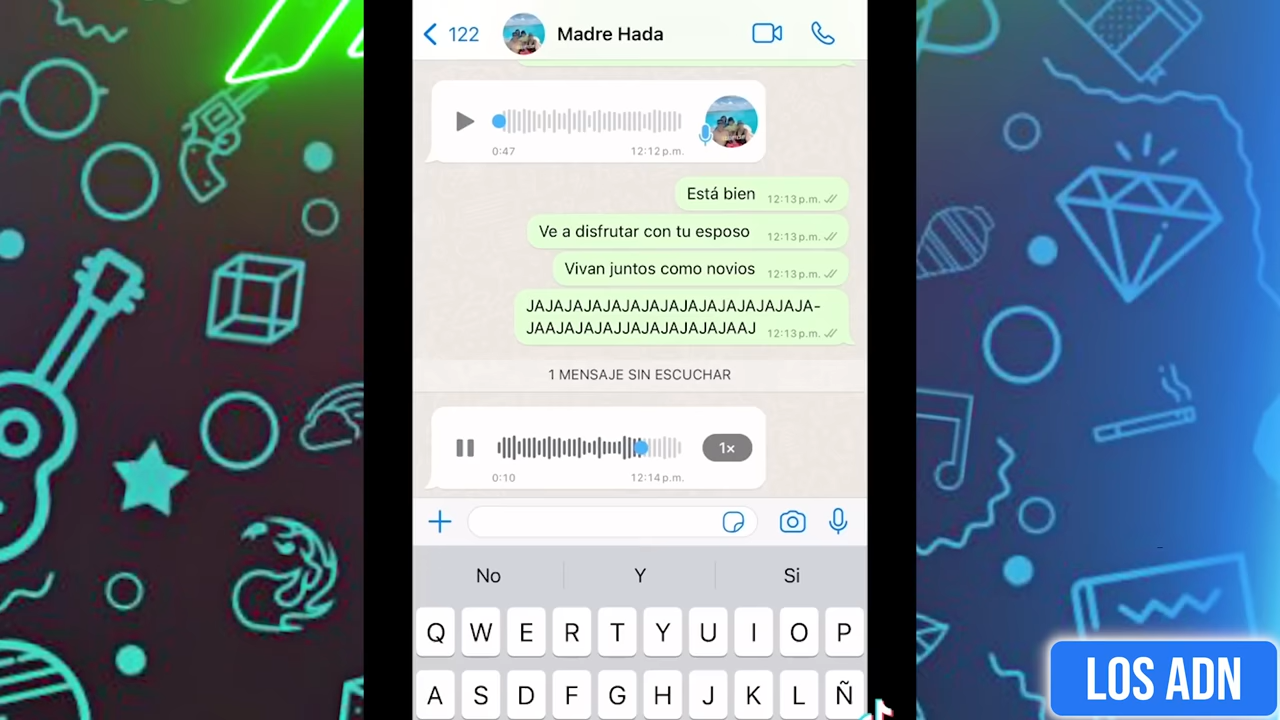 122
Madre Hada
0:47
12:12 p.m.
Está bien
12:13 p.m.
Ve a disfrutar con tu esposo
12:13 p.m.
Vivan juntos como novios
12:13 p.m.
JAJAJAJAJAJAJAJAJAJAJAJAJAJAJA-
JAAJAJAJAJJAJAJAJAJAJAAJ
12:13 p.m.
1 MENSAJE SIN ESCUCHAR
1×
0:10
12:14 p.m.
No Y Si
Q W E R T Y U I O P
A S D F G H J K L Ñ
LOS ADN